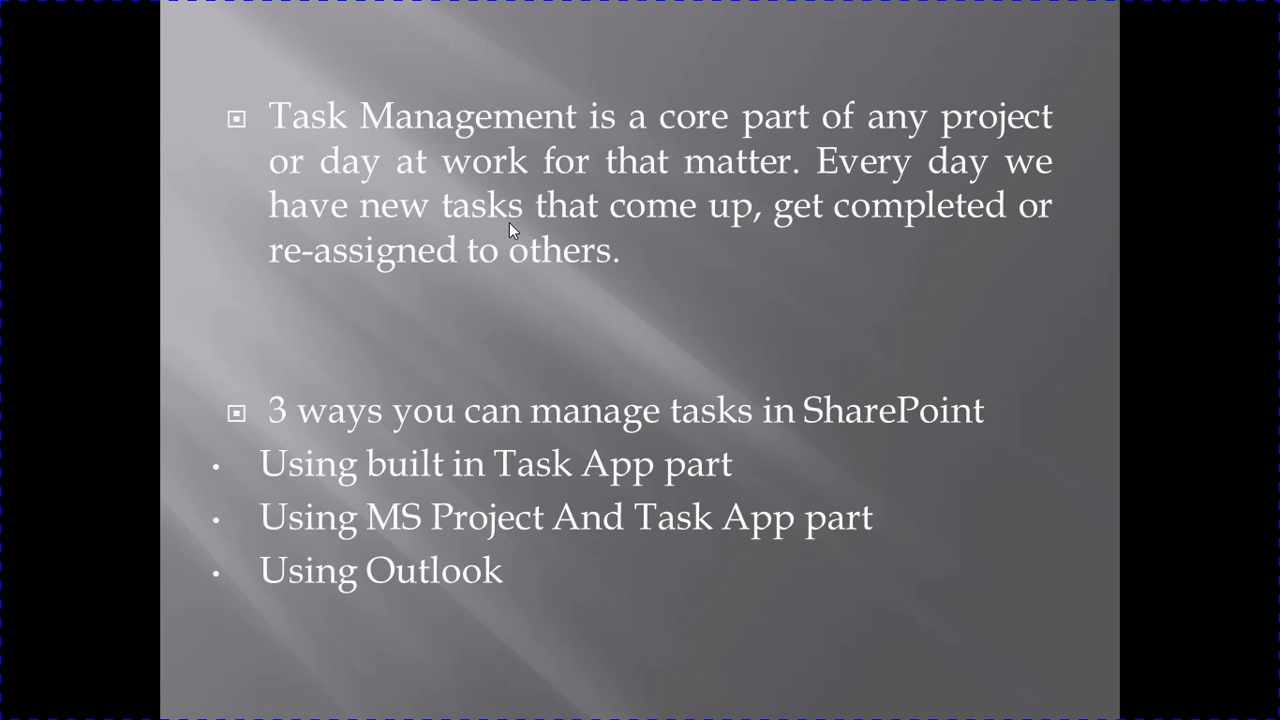 Task Management is a core part of any project
or day at work for that matter. Every day we
have new tasks that come up, get completed or
re-assigned to others.
3 ways you can manage tasks in SharePoint
• Using built in Task App part
• Using MS Project And Task App part
• Using Outlook